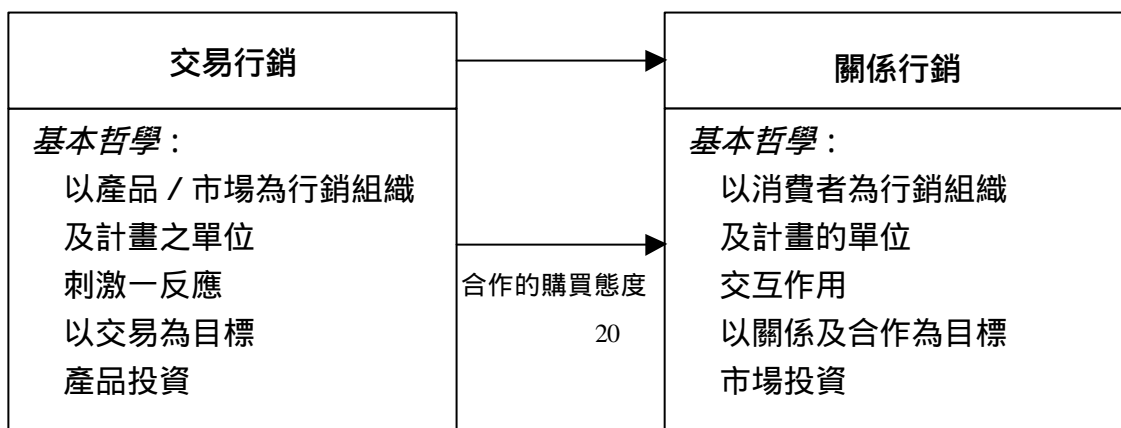 交易行銷
基本哲學:
以產品/市場為行銷組織
及計畫之單位
刺激一反應
以交易為目標
產品投資
合作的購買態度
20
關係行銷
基本哲學:
以消費者為行銷組織
及計畫的單位
交互作用
以關係及合作為目標
市場投資